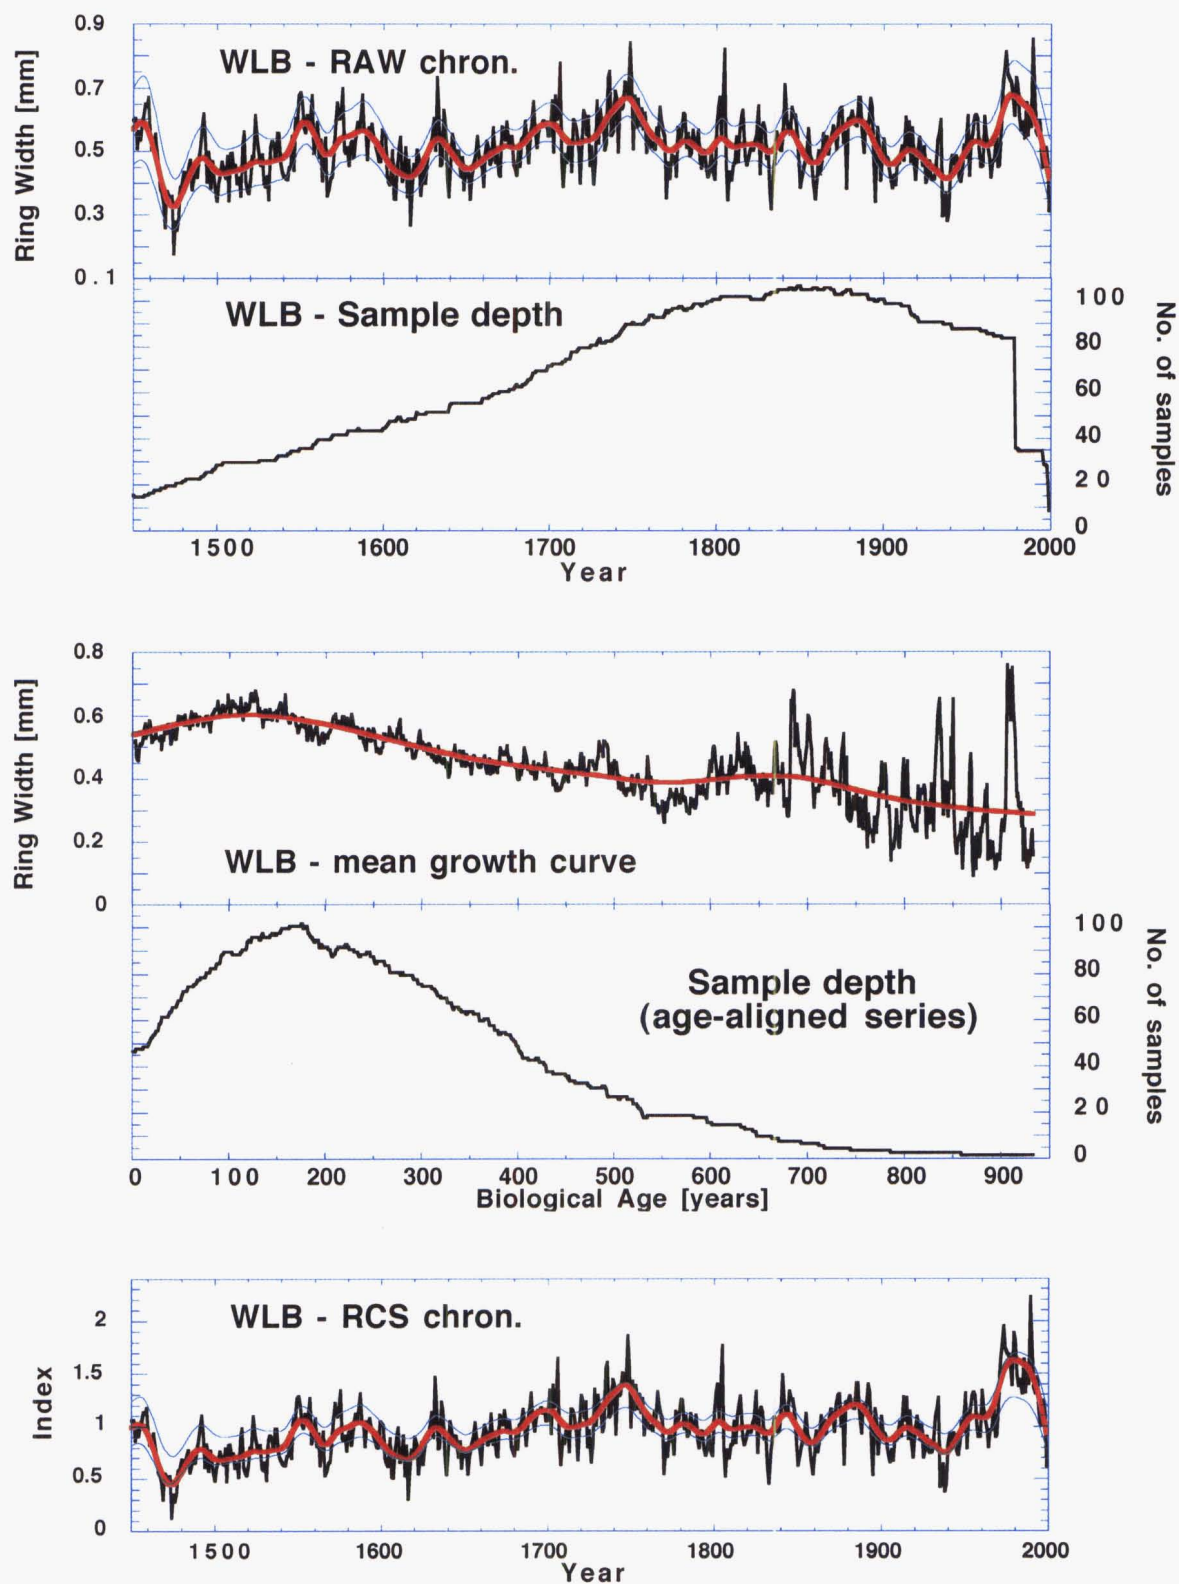 0.9
WLB - RAW chron.
0.7
0.5
0.3
0.1
Ring Width [mm]
WLB - Sample depth
100
80
60
40
20
0
No. of samples
1500 1600 1700 1800 1900 2000
Year
0.8
0.6
0.4
0.2
0
Ring Width [mm]
WLB - mean growth curve
100
80
60
40
20
0
No. of samples
Sample depth
(age-aligned series)
0 100 200 300 400 500 600 700 800 900
Biological Age [years]
WLB - RCS chron.
2
1.5
1
0.5
0
Index
1500 1600 1700 1800 1900 2000
Year